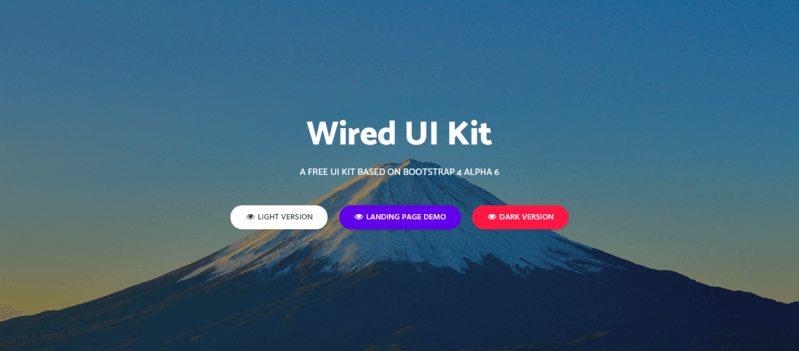 Wired UI Kit
A FREE UI KIT BASED ON BOOTSTRAP 4 ALPHA 6
LIGHT VERSION
LANDING PAGE DEMO
DARK VERSION